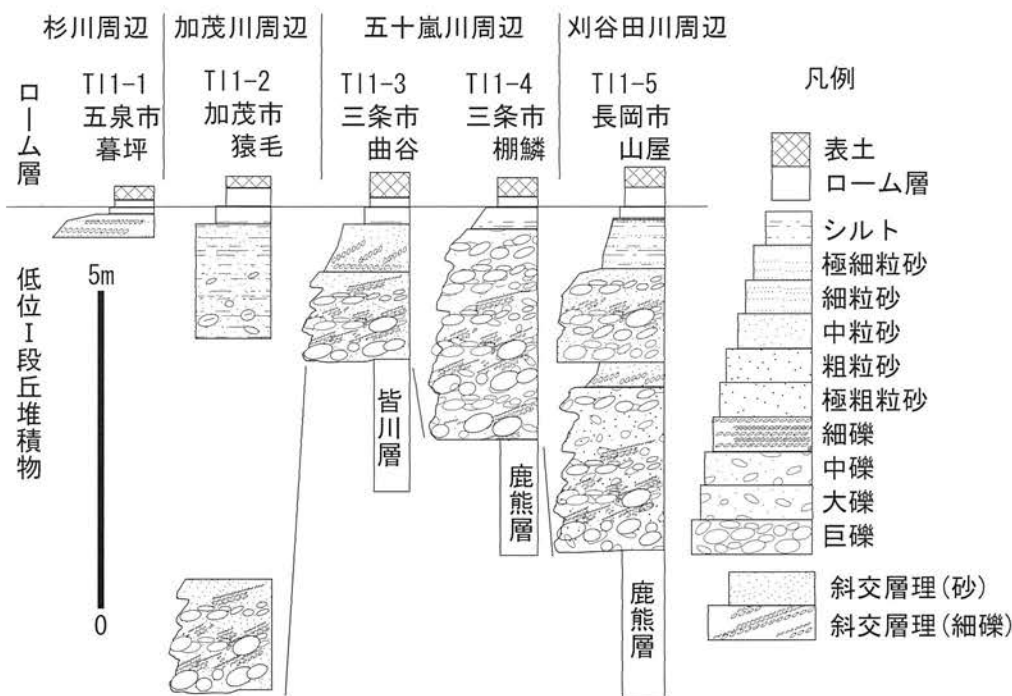 杉川周辺
加茂川周辺
五十嵐川周辺
刈谷田川周辺
TI1-1
五泉市
暮坪
TI1-2
加茂市
猿毛
TI1-3
三条市
曲谷
TI1-4
三条市
棚鱗
TI1-5
長岡市
山屋
凡例
ローム層
低位Ⅰ段丘堆積物
5m
0
皆川層
鹿熊層
鹿熊層
表土
ローム層
シルト
極細粒砂
細粒砂
中粒砂
粗粒砂
極粗粒砂
細礫
中礫
大礫
巨礫
斜交層理(砂)
斜交層理(細礫)